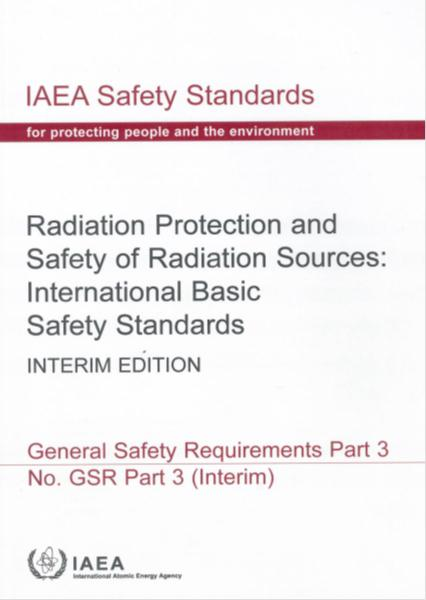 IAEA Safety Standards
for protecting people and the environment
Radiation Protection and
Safety of Radiation Sources:
International Basic
Safety Standards
INTERIM EDITION
General Safety Requirements Part 3
No. GSR Part 3 (Interim)
IAEA
International Atomic Energy Agency